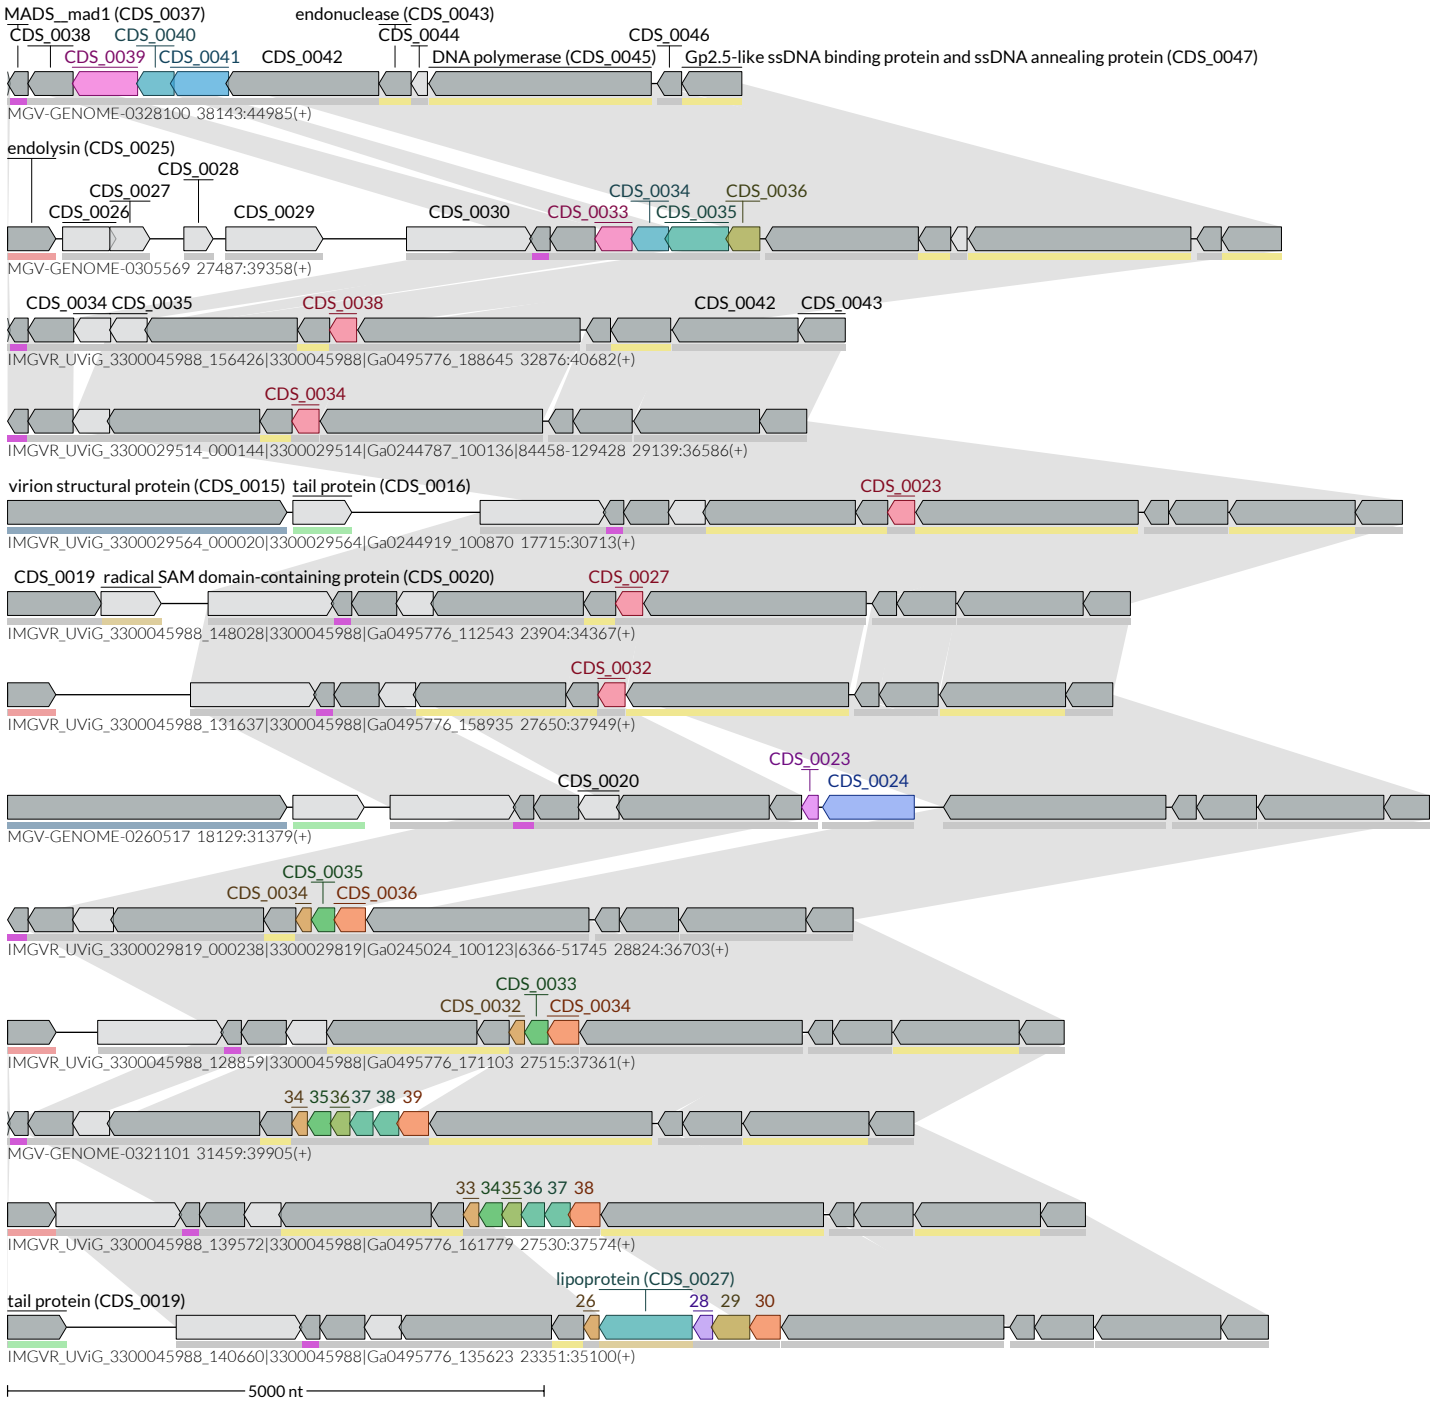 MADS__mad1 (CDS_0037) endonuclease (CDS_0043)
CDS_0038 CDS_0040 CDS_0044 CDS_0046
CDS_0039 CDS_0041 CDS_0042 DNA polymerase (CDS_0045) Gp2.5-like ssDNA binding protein and ssDNA annealing protein (CDS_0047)
MGV-GENOME-0328100 38143:44985(+)
endolysin (CDS_0025)
CDS_0028
CDS_0027 CDS_0034 CDS_0036
CDS_0026 CDS_0029 CDS_0030 CDS_0033 CDS_0035
MGV-GENOME-0305569 27487:39358(+)
CDS_0034 CDS_0035 CDS_0038 CDS_0042 CDS_0043
IMGVR_UViG_3300045988_156426|3300045988|Ga0495776_188645 32876:40682(+)
CDS_0034
IMGVR_UViG_3300029514_000144|3300029514|Ga0244787_100136|84458-129428 29139:36586(+)
virion structural protein (CDS_0015) tail protein (CDS_0016) CDS_0023
IMGVR_UViG_3300029564_000020|3300029564|Ga0244919_100870 17715:30713(+)
CDS_0019 radical SAM domain-containing protein (CDS_0020) CDS_0027
IMGVR_UViG_3300045988_148028|3300045988|Ga0495776_112543 23904:34367(+)
CDS_0032
IMGVR_UViG_3300045988_131637|3300045988|Ga0495776_158935 27650:37949(+)
CDS_0023
CDS_0020 CDS_0024
MGV-GENOME-0260517 18129:31379(+)
CDS_0035
CDS_0034 CDS_0036
IMGVR_UViG_3300029819_000238|3300029819|Ga0245024_100123|6366-51745 28824:36703(+)
CDS_0033
CDS_0032 CDS_0034
IMGVR_UViG_3300045988_128859|3300045988|Ga0495776_171103 27515:37361(+)
34 35 36 37 38 39
MGV-GENOME-0321101 31459:39905(+)
33 34 35 36 37 38
IMGVR_UViG_3300045988_139572|3300045988|Ga0495776_161779 27530:37574(+)
lipoprotein (CDS_0027)
tail protein (CDS_0019) 26 28 29 30
IMGVR_UViG_3300045988_140660|3300045988|Ga0495776_135623 23351:35100(+)
5000 nt